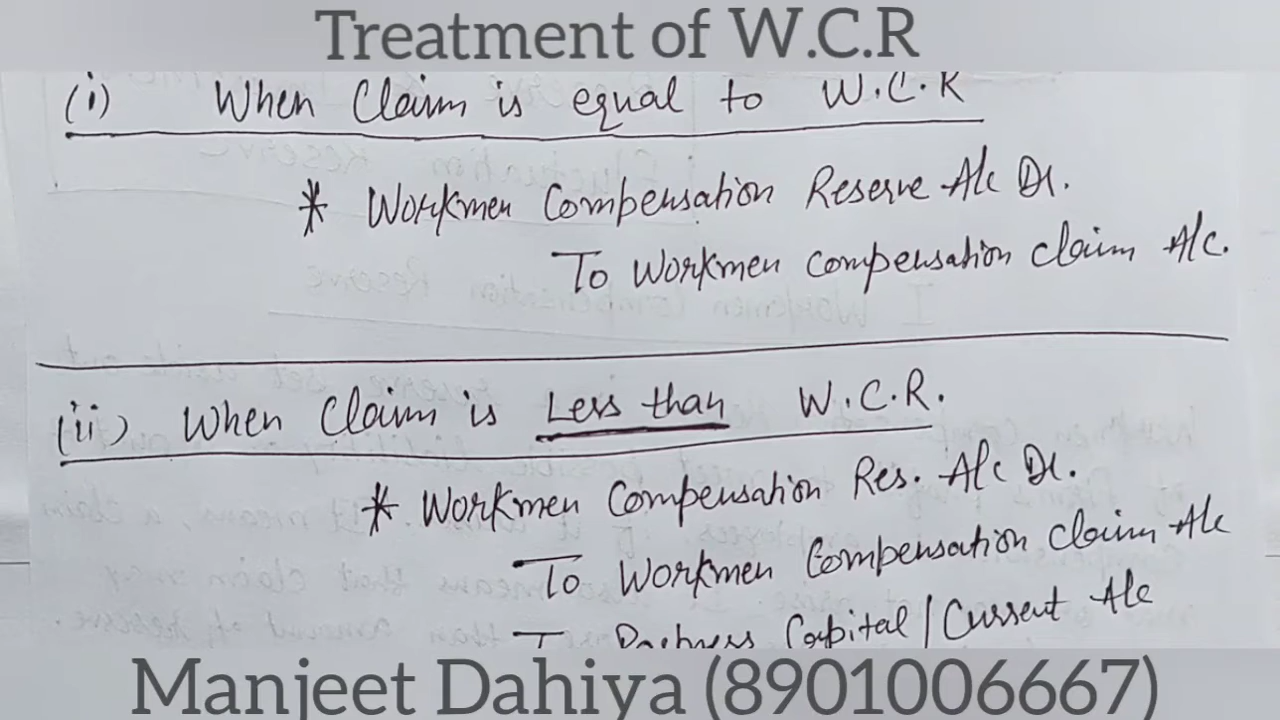 Treatment of W.C.R
(i) When Claim is equal to W.C.R
* Workmen Compensation Reserve A/c Dr.
To Workmen compensation claim A/c.
(ii) When Claim is Less than W.C.R.
* Workmen Compensation Res. A/c Dr.
To Workmen Compensation Claim A/c
To Partners Capital/Current A/c
Manjeet Dahiya (8901006667)